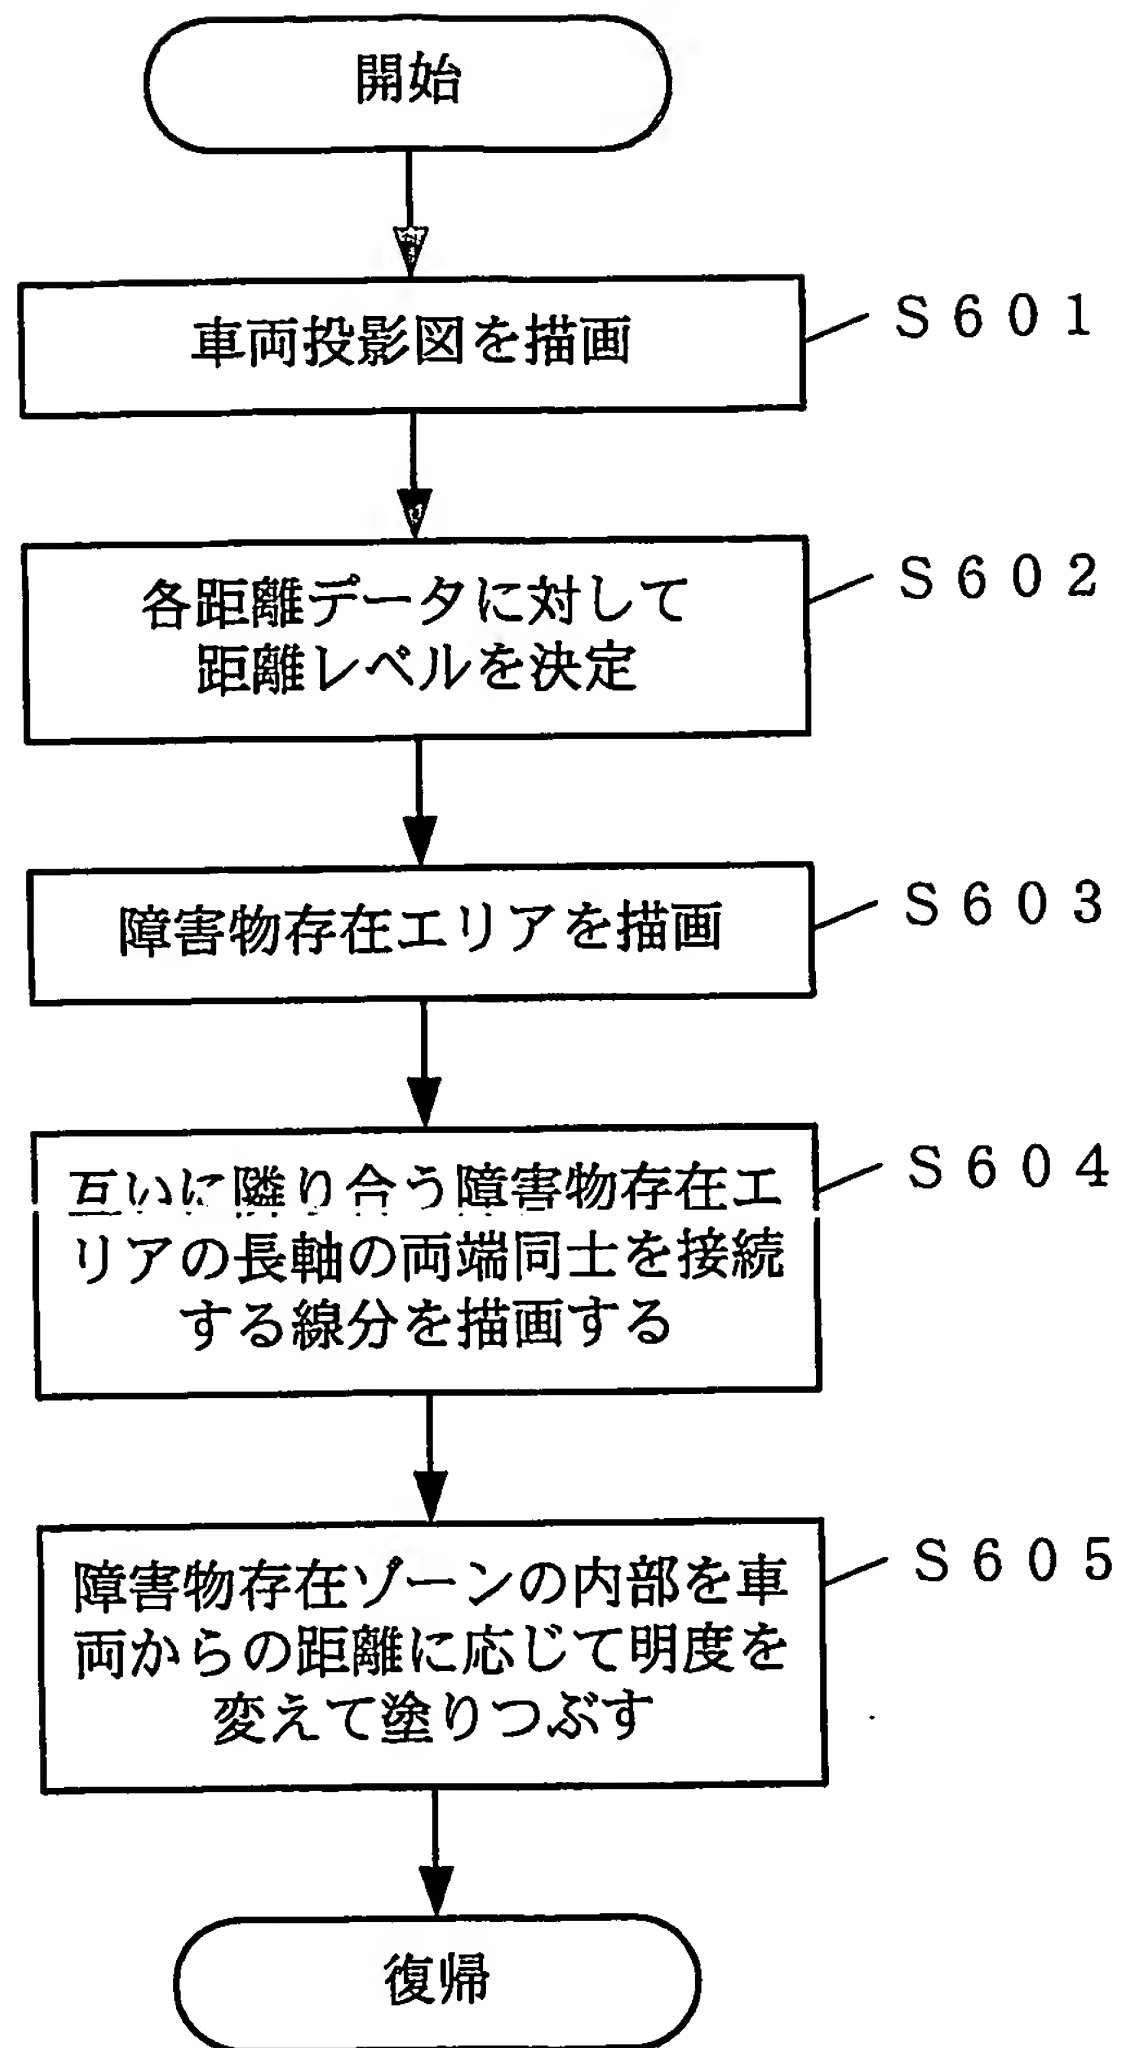 開始
車両投影図を描画
S601
各距離データに対して
距離レベルを決定
S602
障害物存在エリアを描画
S603
互いに隣り合う障害物存在エ
リアの長軸の両端同士を接続
する線分を描画する
S604
障害物存在ゾーンの内部を車
両からの距離に応じて明度を
変えて塗りつぶす
S605
復帰